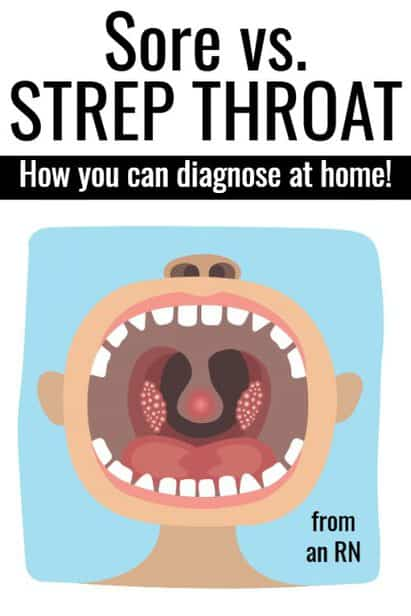 Sore vs.
STREP THROAT
How you can diagnose at home!
from
an RN